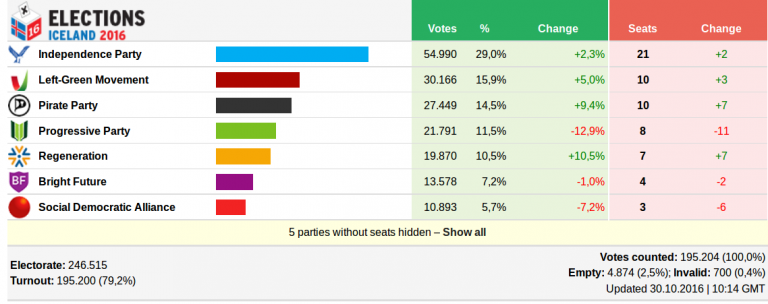 16
ELECTIONS
ICELAND 2016
Votes % Change Seats Change
Independence Party 54.990 29,0% +2,3% 21 +2
Left-Green Movement 30.166 15,9% +5,0% 10 +3
Pirate Party 27.449 14,5% +9,4% 10 +7
Progressive Party 21.791 11,5% -12,9% 8 -11
Regeneration 19.870 10,5% +10,5% 7 +7
BF Bright Future 13.578 7,2% -1,0% 4 -2
Social Democratic Alliance 10.893 5,7% -7,2% 3 -6
5 parties without seats hidden – Show all
Electorate: 246.515
Turnout: 195.200 (79,2%)
Votes counted: 195.204 (100,0%)
Empty: 4.874 (2,5%); Invalid: 700 (0,4%)
Updated 30.10.2016 | 10:14 GMT